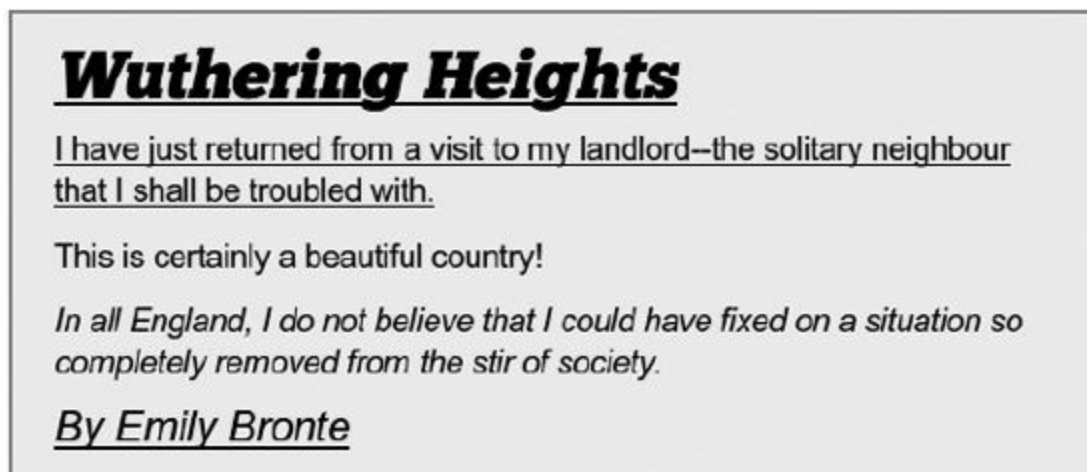 Wuthering Heights
I have just returned from a visit to my landlord--the solitary neighbour
that I shall be troubled with.
This is certainly a beautiful country!
In all England, I do not believe that I could have fixed on a situation so
completely removed from the stir of society.
By Emily Bronte